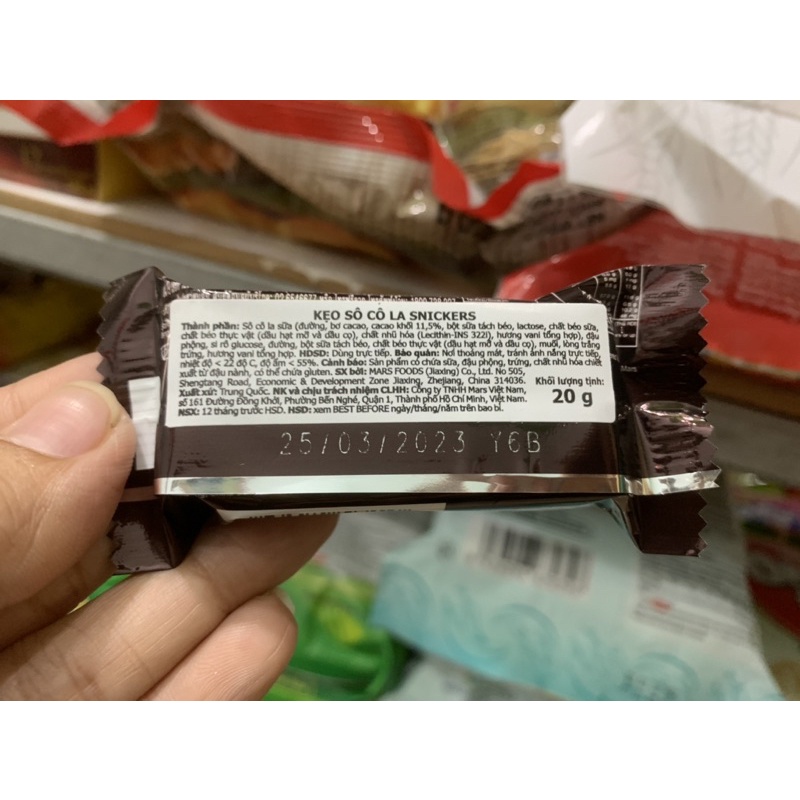 KẸO SÔ CÔ LA SNICKERS
Thành phần: Sô cô la sữa (đường, bơ cacao, cacao khối 11,5%, bột sữa tách béo, lactose, chất béo sữa,
chất béo thực vật (dầu hạt mỡ và dầu cọ), chất nhũ hóa (Lecithin-INS 322i), hương vani tổng hợp), đậu
phộng, si rô glucose, đường, bột sữa tách béo, chất béo thực vật (dầu hạt mỡ và dầu cọ), muối, lòng trắng
trứng, hương vani tổng hợp. HDSD: Dùng trực tiếp. Bảo quản: Nơi thoáng mát, tránh ánh nắng trực tiếp,
nhiệt độ < 22 độ C, độ ẩm < 55%. Cảnh báo: Sản phẩm có chứa sữa, đậu phộng, trứng, chất nhũ hóa chiết
xuất từ đậu nành, có thể chứa gluten. SX bởi: MARS FOODS (Jiaxing) Co., Ltd. No 505,
Shengtang Road, Economic & Development Zone Jiaxing, Zhejiang, China 314036.
Xuất xứ: Trung Quốc. NK và chịu trách nhiệm CLHH: Công ty TNHH Mars Việt Nam,
số 161 Đường Đồng Khởi, Phường Bến Nghé, Quận 1, Thành phố Hồ Chí Minh, Việt Nam.
NSX: 12 tháng trước HSD. HSD: xem BEST BEFORE ngày/tháng/năm trên bao bì.
Khối lượng tịnh:
20 g
25/03/2023 Y6B
Mars